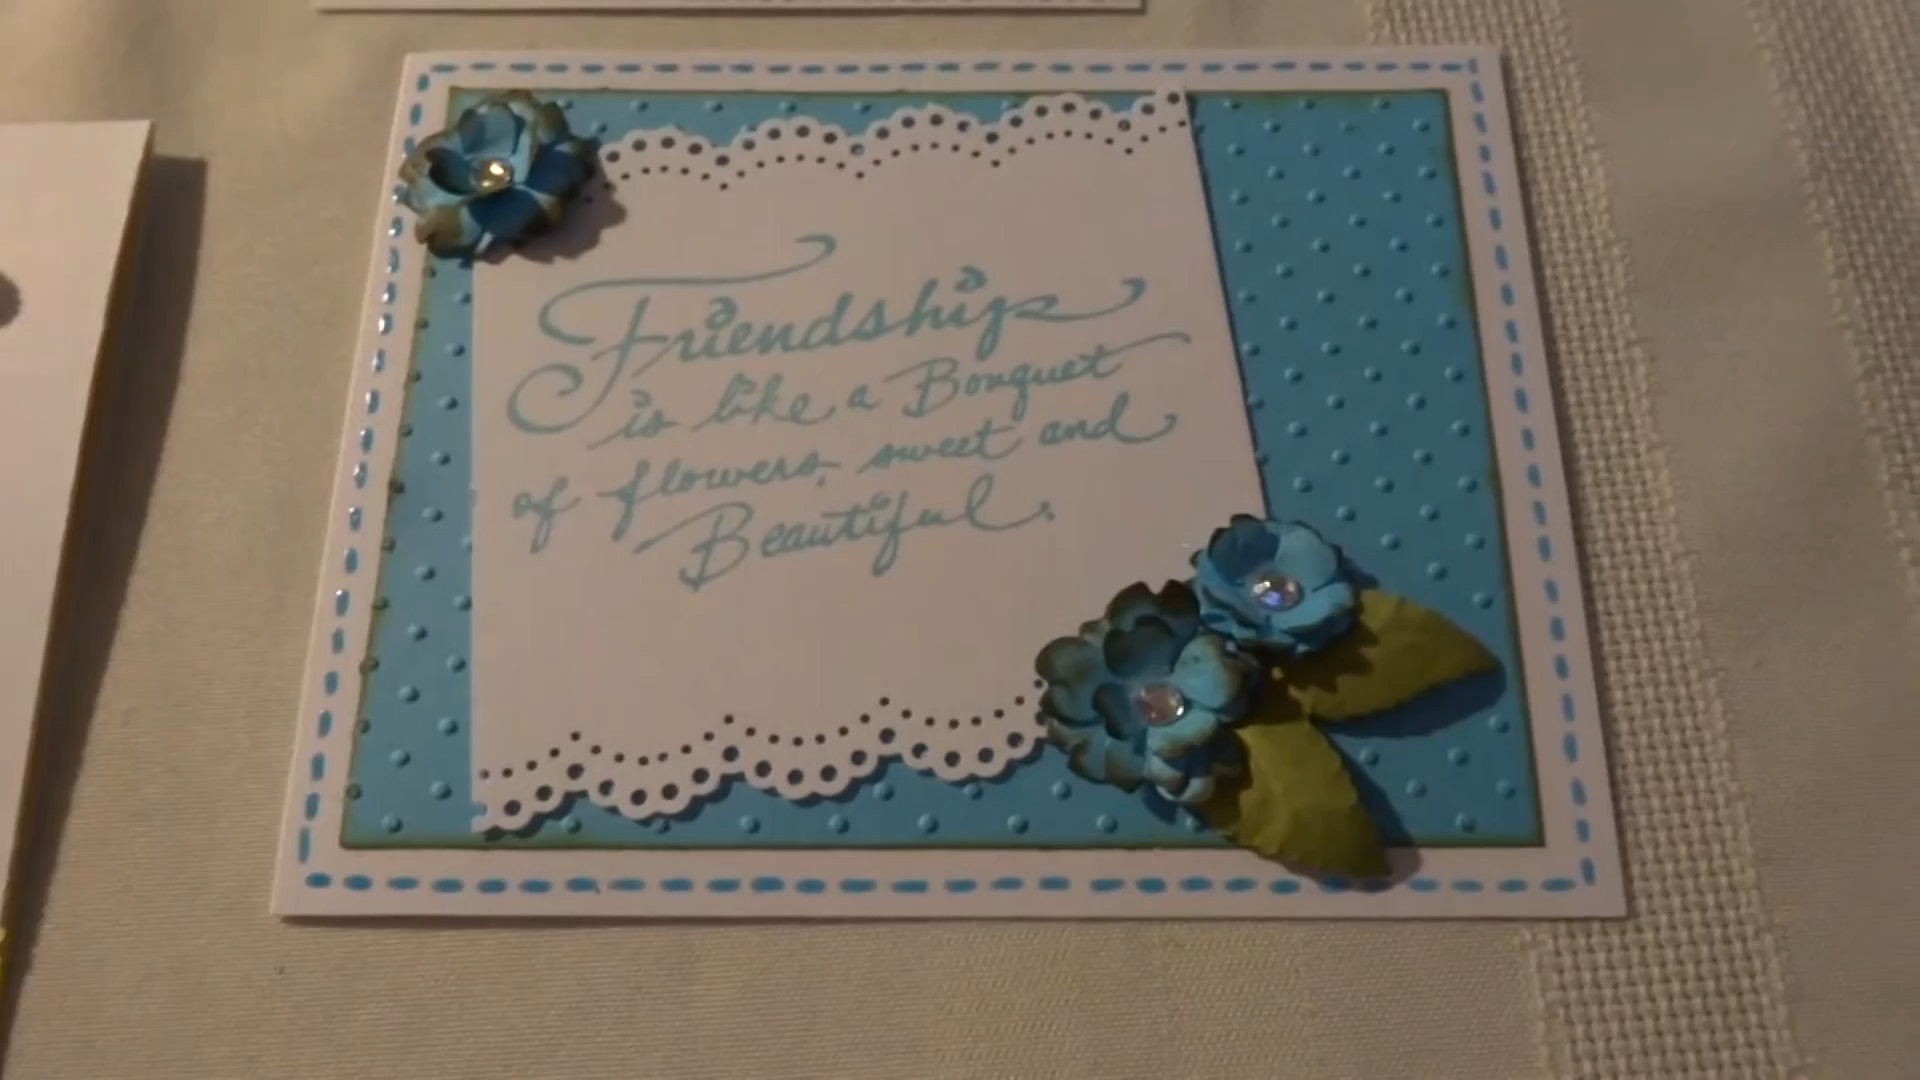 Friendship
is like a Bouquet
of flowers, sweet and
Beautiful.